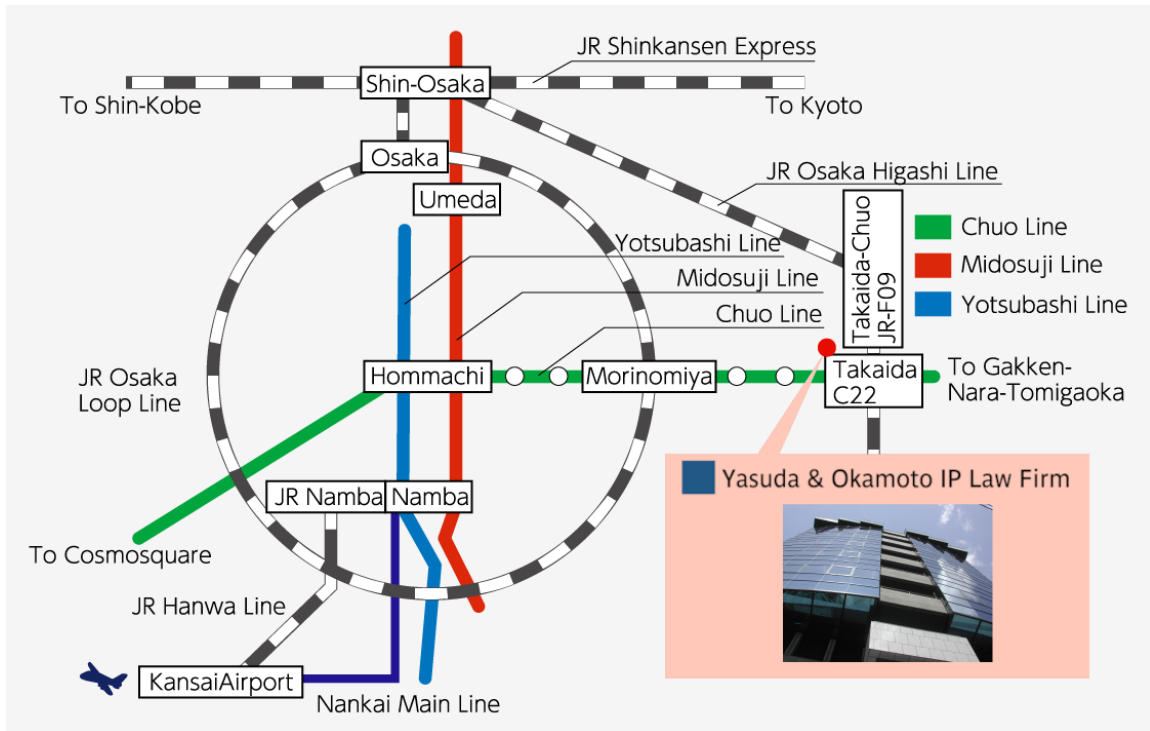 JR Shinkansen Express
Shin-Osaka
To Shin-Kobe
To Kyoto
Osaka
JR Osaka Higashi Line
Umeda
Takaida-Chuo
JR-F09
Chuo Line
Yotsubashi Line
Midosuji Line
Midosuji Line
Yotsubashi Line
Chuo Line
JR Osaka
Loop Line
Hommachi
Morinomiya
Takaida
C22
To Gakken-
Nara-Tomigaoka
JR Namba
Namba
Yasuda & Okamoto IP Law Firm
To Cosmosquare
JR Hanwa Line
KansaiAirport
Nankai Main Line